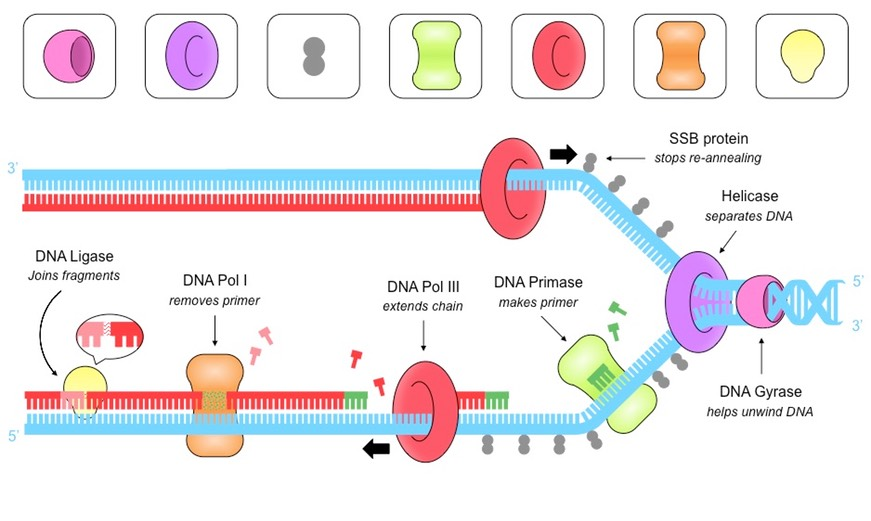 SSB protein
stops re-annealing
3’
Helicase
separates DNA
DNA Ligase
Joins fragments
DNA Pol I
removes primer
DNA Pol III
extends chain
DNA Primase
makes primer
5’
3’
DNA Gyrase
helps unwind DNA
5’